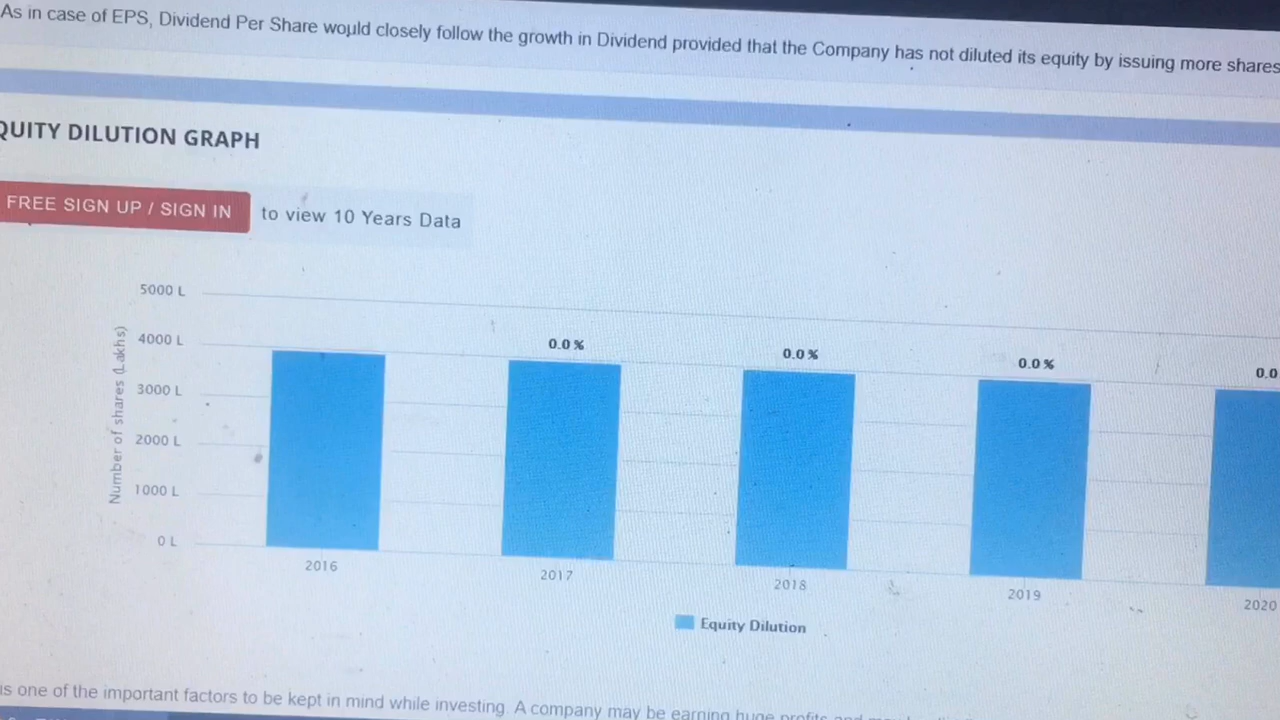 As in case of EPS, Dividend Per Share would closely follow the growth in Dividend provided that the Company has not diluted its equity by issuing more shares
QUITY DILUTION GRAPH
FREE SIGN UP / SIGN IN to view 10 Years Data
Number of shares (Lakhs)
5000 L
4000 L
3000 L
2000 L
1000 L
0 L
0.0 %
0.0 %
0.0 %
0.0
2016
2017
2018
2019
2020
Equity Dilution
is one of the important factors to be kept in mind while investing. A company may be earning huge profits and